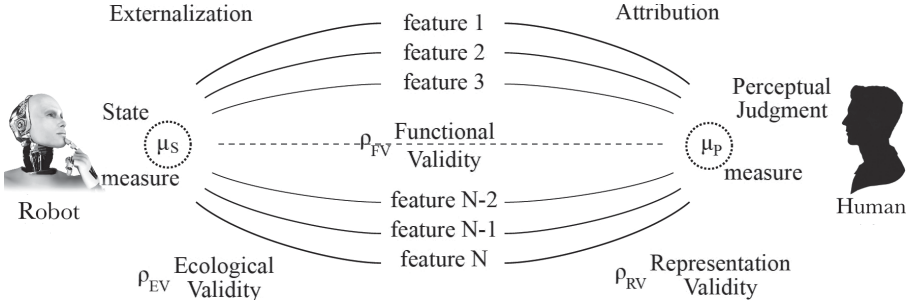 Externalization
Attribution
feature 1
feature 2
feature 3
State
μS
measure
Robot
ρFV Functional
Validity
Perceptual
Judgment
μP
measure
Human
feature N-2
feature N-1
feature N
ρEV Ecological
Validity
ρRV Representation
Validity